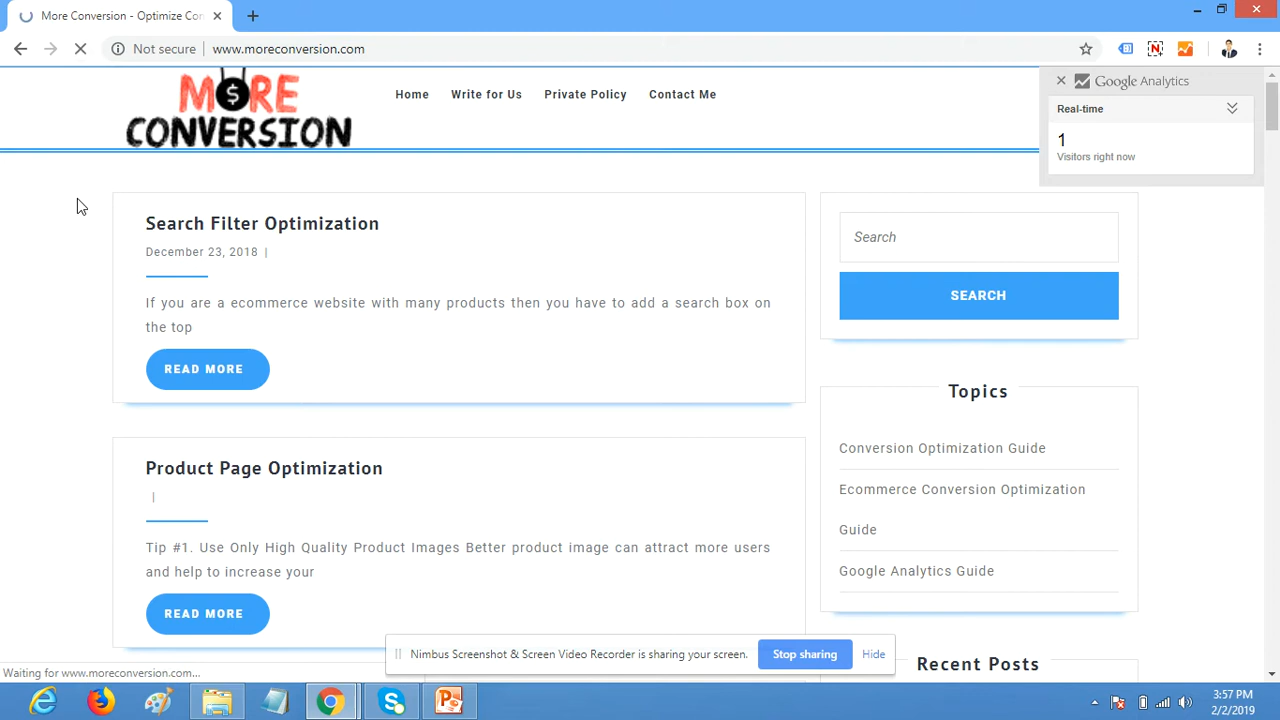 More Conversion - Optimize Con
Not secure
www.moreconversion.com
MORE
CONVERSION
Home
Write for Us
Private Policy
Contact Me
Google Analytics
Real-time
1
Visitors right now
Search Filter Optimization
December 23, 2018 |
If you are a ecommerce website with many products then you have to add a search box on
the top
READ MORE
Product Page Optimization
|
Tip #1. Use Only High Quality Product Images Better product image can attract more users
and help to increase your
READ MORE
Search
SEARCH
Topics
Conversion Optimization Guide
Ecommerce Conversion Optimization
Guide
Google Analytics Guide
Recent Posts
Nimbus Screenshot & Screen Video Recorder is sharing your screen.
Stop sharing
Hide
Waiting for www.moreconversion.com...
3:57 PM
2/2/2019